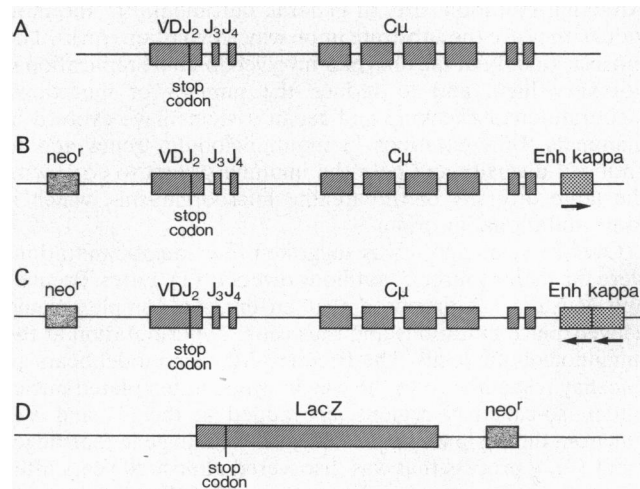 A
VDJ2 J3 J4
Cμ
stop
codon
B
neor
VDJ2 J3 J4
Cμ
Enh kappa
stop
codon
C
neor
VDJ2 J3 J4
Cμ
Enh kappa
stop
codon
D
Lac Z
neor
stop
codon